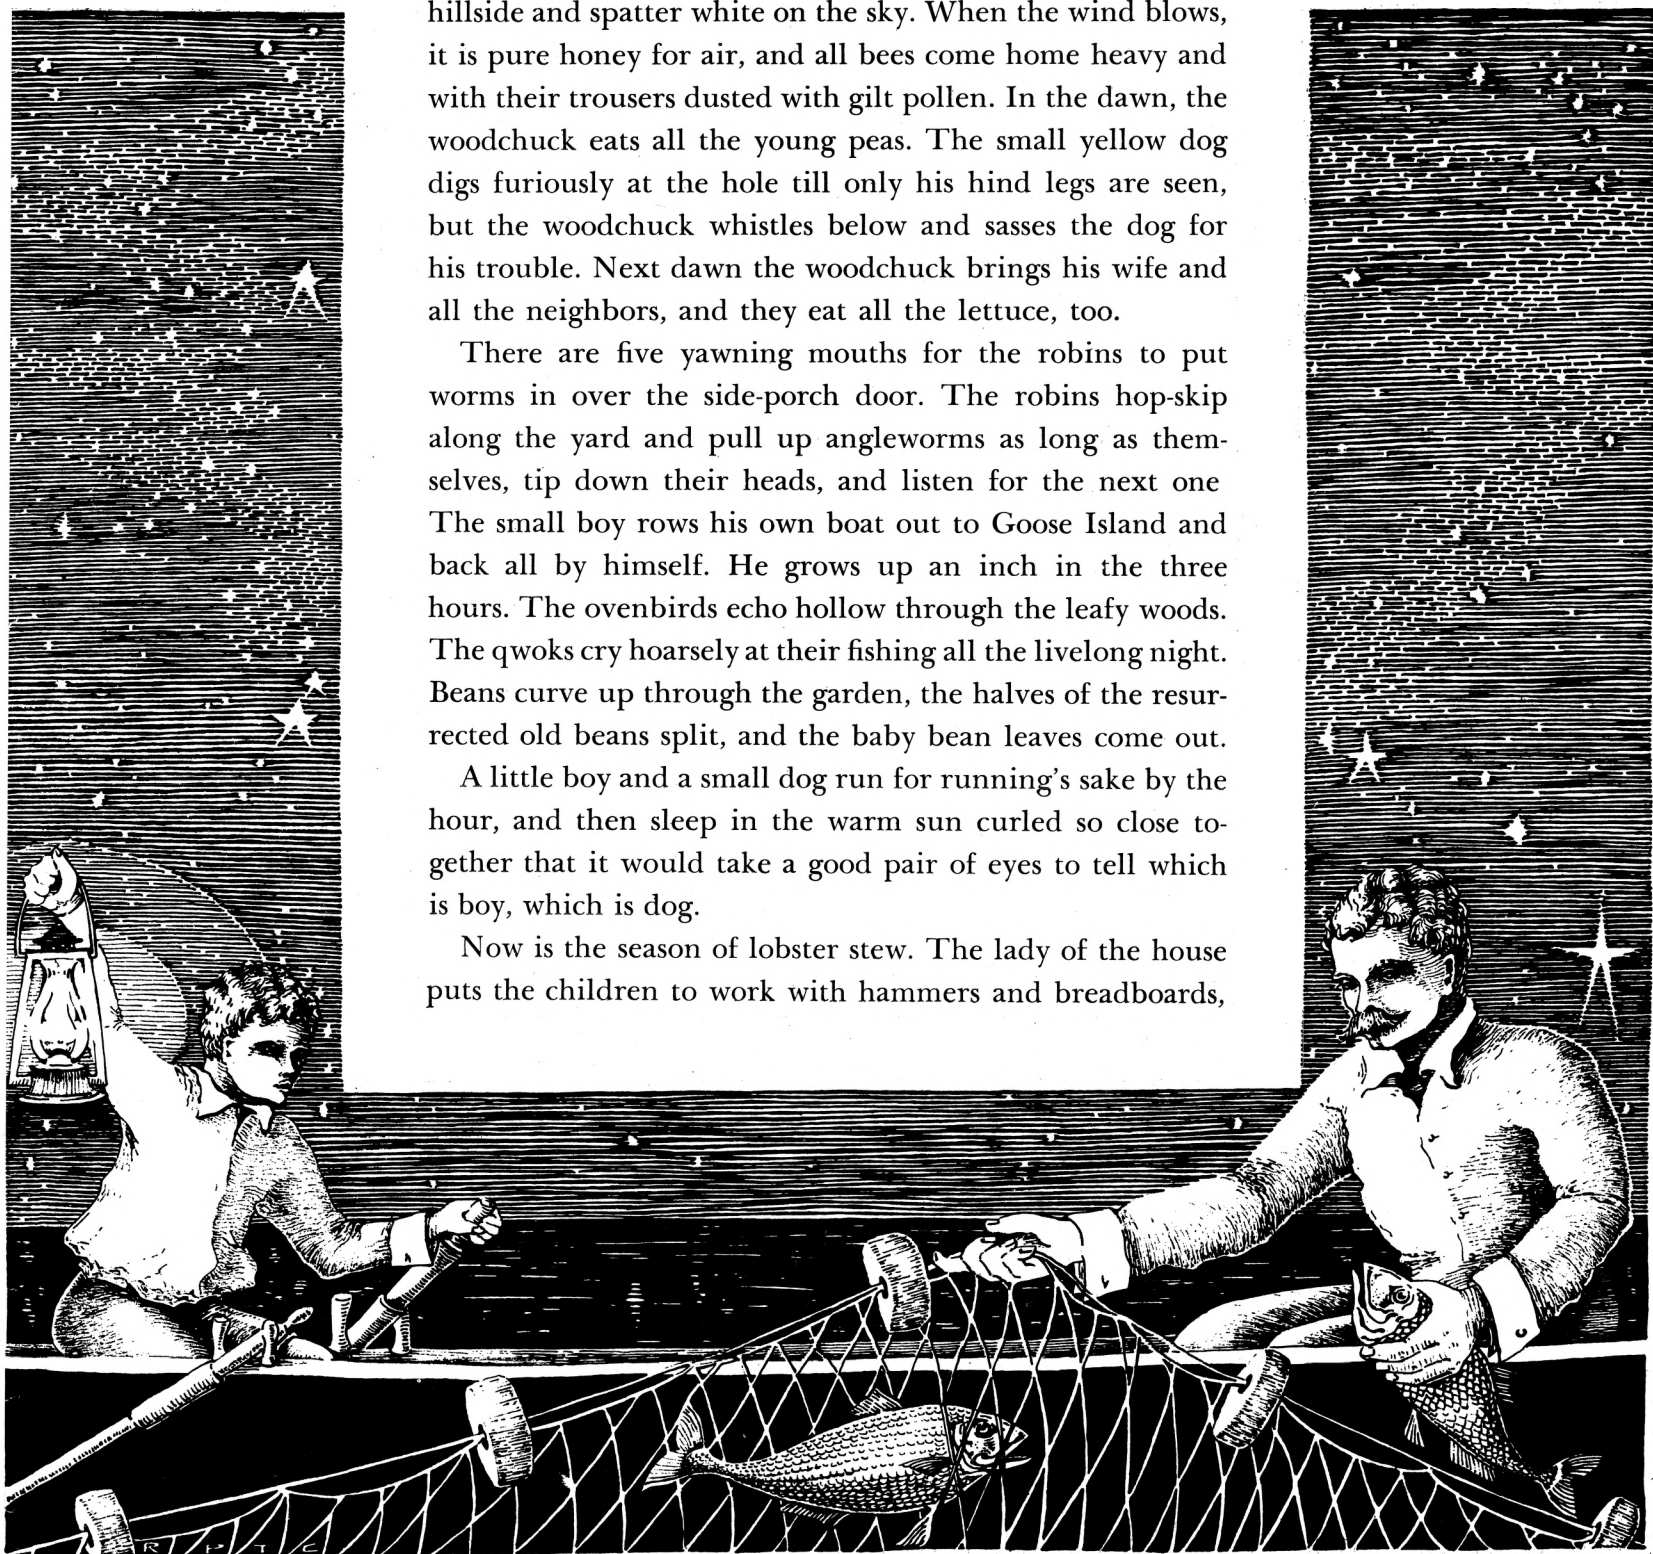 hillside and spatter white on the sky. When the wind blows,
it is pure honey for air, and all bees come home heavy and
with their trousers dusted with gilt pollen. In the dawn, the
woodchuck eats all the young peas. The small yellow dog
digs furiously at the hole till only his hind legs are seen,
but the woodchuck whistles below and sasses the dog for
his trouble. Next dawn the woodchuck brings his wife and
all the neighbors, and they eat all the lettuce, too.
There are five yawning mouths for the robins to put
worms in over the side-porch door. The robins hop-skip
along the yard and pull up angleworms as long as them-
selves, tip down their heads, and listen for the next one
The small boy rows his own boat out to Goose Island and
back all by himself. He grows up an inch in the three
hours. The ovenbirds echo hollow through the leafy woods.
The qwoks cry hoarsely at their fishing all the livelong night.
Beans curve up through the garden, the halves of the resur-
rected old beans split, and the baby bean leaves come out.
A little boy and a small dog run for running's sake by the
hour, and then sleep in the warm sun curled so close to-
gether that it would take a good pair of eyes to tell which
is boy, which is dog.
Now is the season of lobster stew. The lady of the house
puts the children to work with hammers and breadboards,
R P T C